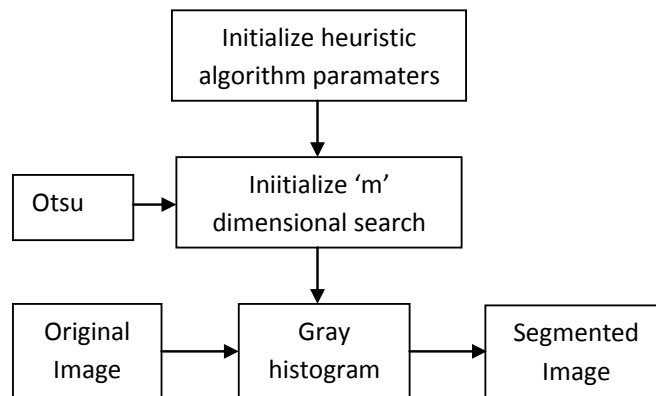 Initialize heuristic
algorithm paramaters
Otsu
Iniitialize ‘m’
dimensional search
Original
Image
Gray
histogram
Segmented
Image